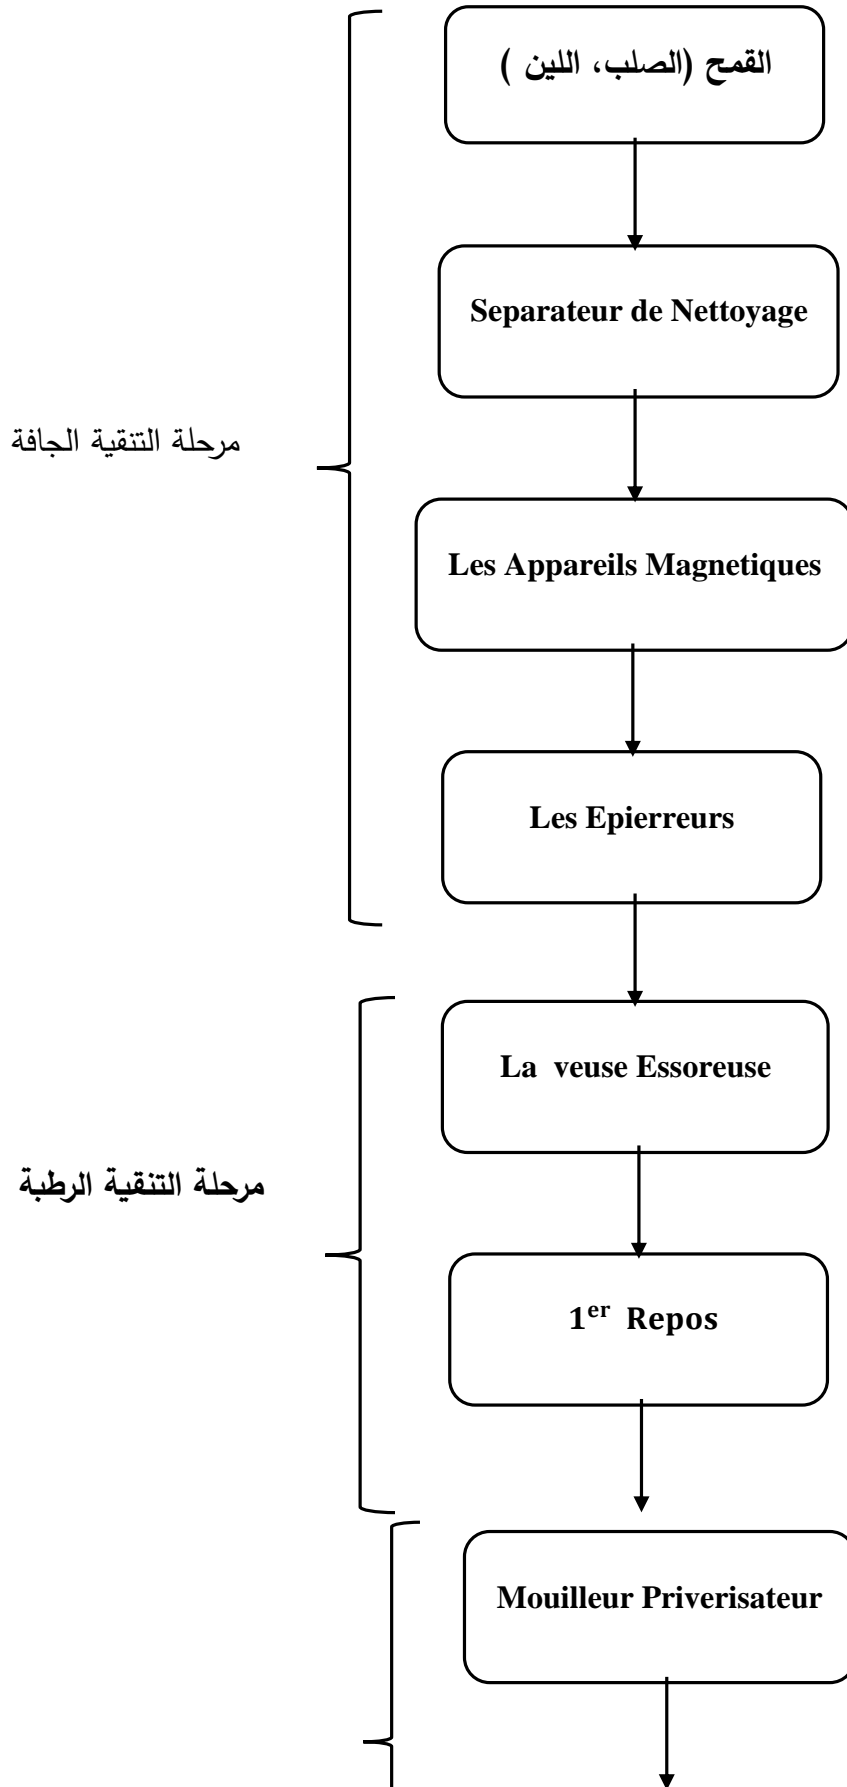 القمح (الصلب، اللين )
Séparateur de Nettoyage
مرحلة التنقية الجافة
Les Appareils Magnetiques
Les Epierreurs
La veuse Essoreuse
مرحلة التنقية الرطبة
1er Repos
Mouilleur Priverisateur